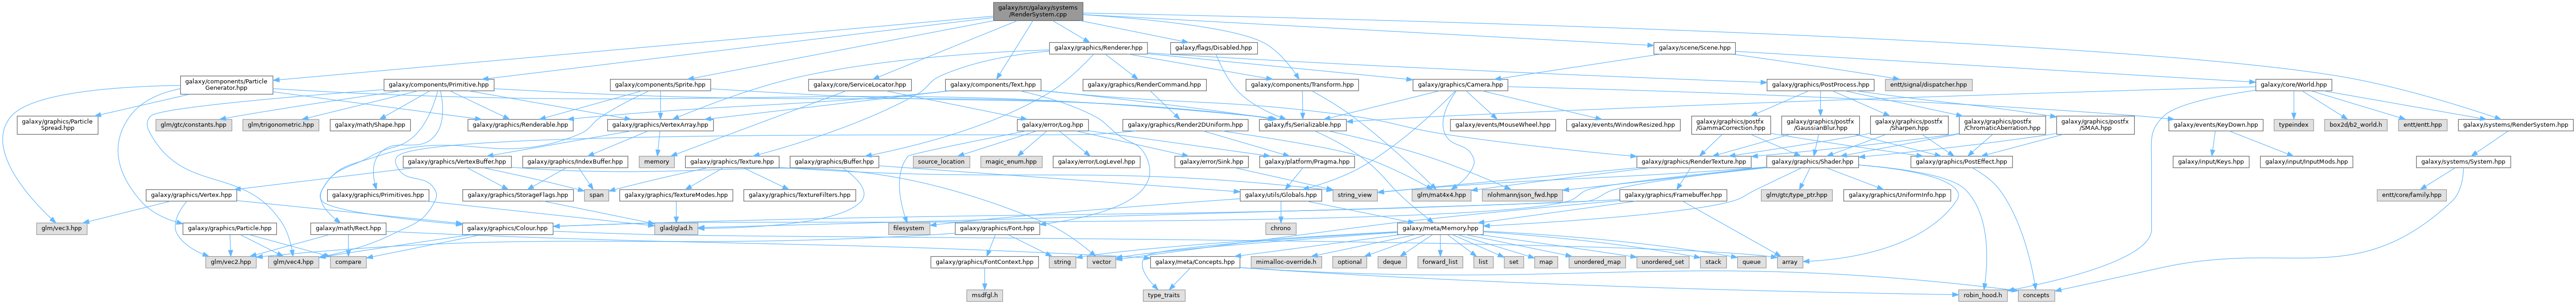 galaxy/src/galaxy/systems
/RenderSystem.cpp
galaxy/graphics/Renderer.hpp
galaxy/flags/Disabled.hpp
galaxy/scene/Scene.hpp
galaxy/components/Particle
Generator.hpp
galaxy/components/Primitive.hpp
galaxy/components/Sprite.hpp
galaxy/core/ServiceLocator.hpp
galaxy/components/Text.hpp
galaxy/graphics/RenderCommand.hpp
galaxy/components/Transform.hpp
galaxy/graphics/Camera.hpp
entt/signal/dispatcher.hpp
galaxy/graphics/PostProcess.hpp
galaxy/core/World.hpp
galaxy/graphics/Particle
Spread.hpp
glm/gtc/constants.hpp
glm/trigonometric.hpp
galaxy/math/Shape.hpp
galaxy/graphics/Renderable.hpp
galaxy/graphics/VertexArray.hpp
galaxy/error/Log.hpp
galaxy/graphics/Render2DUniform.hpp
galaxy/fs/Serializable.hpp
galaxy/events/MouseWheel.hpp
galaxy/events/WindowResized.hpp
galaxy/graphics/postfx
/GammaCorrection.hpp
galaxy/graphics/postfx
/GaussianBlur.hpp
galaxy/graphics/postfx
/Sharpen.hpp
galaxy/graphics/postfx
/ChromaticAberration.hpp
galaxy/graphics/postfx
/SMAA.hpp
galaxy/events/KeyDown.hpp
typeindex
box2d/b2_world.h
entt/entt.hpp
galaxy/systems/RenderSystem.hpp
galaxy/graphics/VertexBuffer.hpp
galaxy/graphics/IndexBuffer.hpp
memory
galaxy/graphics/Texture.hpp
galaxy/graphics/Buffer.hpp
source_location
magic_enum.hpp
galaxy/error/LogLevel.hpp
galaxy/error/Sink.hpp
galaxy/platform/Pragma.hpp
galaxy/graphics/RenderTexture.hpp
galaxy/graphics/Shader.hpp
galaxy/graphics/PostEffect.hpp
galaxy/input/Keys.hpp
galaxy/input/InputMods.hpp
galaxy/systems/System.hpp
galaxy/graphics/Vertex.hpp
galaxy/graphics/Primitives.hpp
galaxy/graphics/StorageFlags.hpp
span
galaxy/graphics/TextureModes.hpp
galaxy/graphics/TextureFilters.hpp
galaxy/utils/Globals.hpp
string_view
glm/mat4x4.hpp
nlohmann/json_fwd.hpp
galaxy/graphics/Framebuffer.hpp
glm/gtc/type_ptr.hpp
galaxy/graphics/UniformInfo.hpp
entt/core/family.hpp
glm/vec3.hpp
galaxy/graphics/Particle.hpp
galaxy/math/Rect.hpp
galaxy/graphics/Colour.hpp
glad/glad.h
filesystem
galaxy/graphics/Font.hpp
chrono
galaxy/meta/Memory.hpp
glm/vec2.hpp
glm/vec4.hpp
compare
galaxy/graphics/FontContext.hpp
string
vector
galaxy/meta/Concepts.hpp
mimalloc-override.h
optional
deque
forward_list
list
set
map
unordered_map
unordered_set
stack
queue
array
msdfgl.h
type_traits
robin_hood.h
concepts